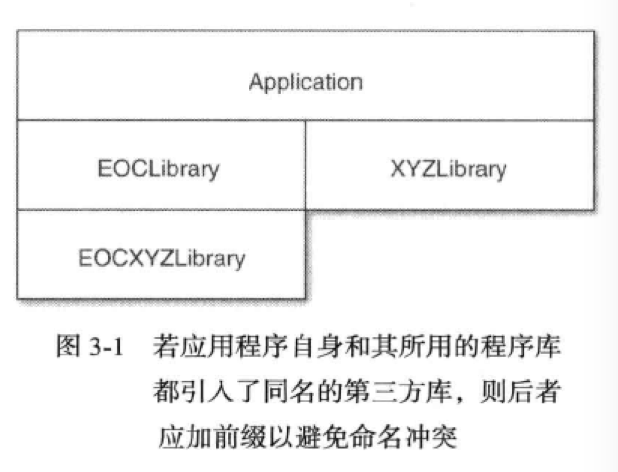 Application
EOCLibrary
XYZLibrary
EOCXYZLibrary
图 3-1 若应用程序自身和其所用的程序库
都引入了同名的第三方库，则后者
应加前缀以避免命名冲突